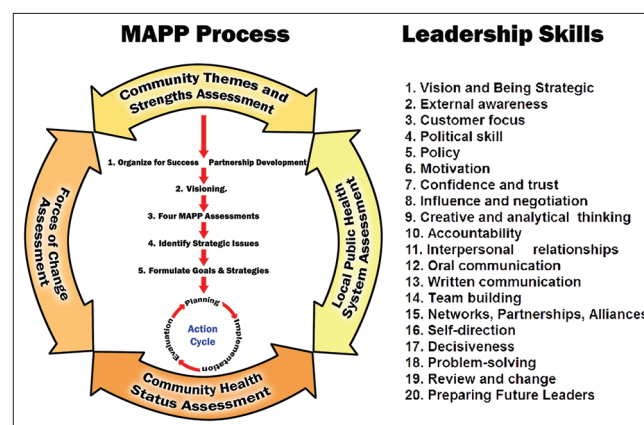 MAPP Process
Community Themes and
Strengths Assessment
Forces of Change
Assessment
Local Public Health
System Assessment
Community Health
Status Assessment
1. Organize for Success Partnership Development
2. Visioning.
3. Four MAPP Assessments
4. Identify Strategic Issues
5. Formulate Goals & Strategies
Planning
Implementation
Evaluation
Action
Cycle
Leadership Skills
1. Vision and Being Strategic
2. External awareness
3. Customer focus
4. Political skill
5. Policy
6. Motivation
7. Confidence and trust
8. Influence and negotiation
9. Creative and analytical thinking
10. Accountability
11. Interpersonal relationships
12. Oral communication
13. Written communication
14. Team building
15. Networks, Partnerships, Alliances
16. Self-direction
17. Decisiveness
18. Problem-solving
19. Review and change
20. Preparing Future Leaders